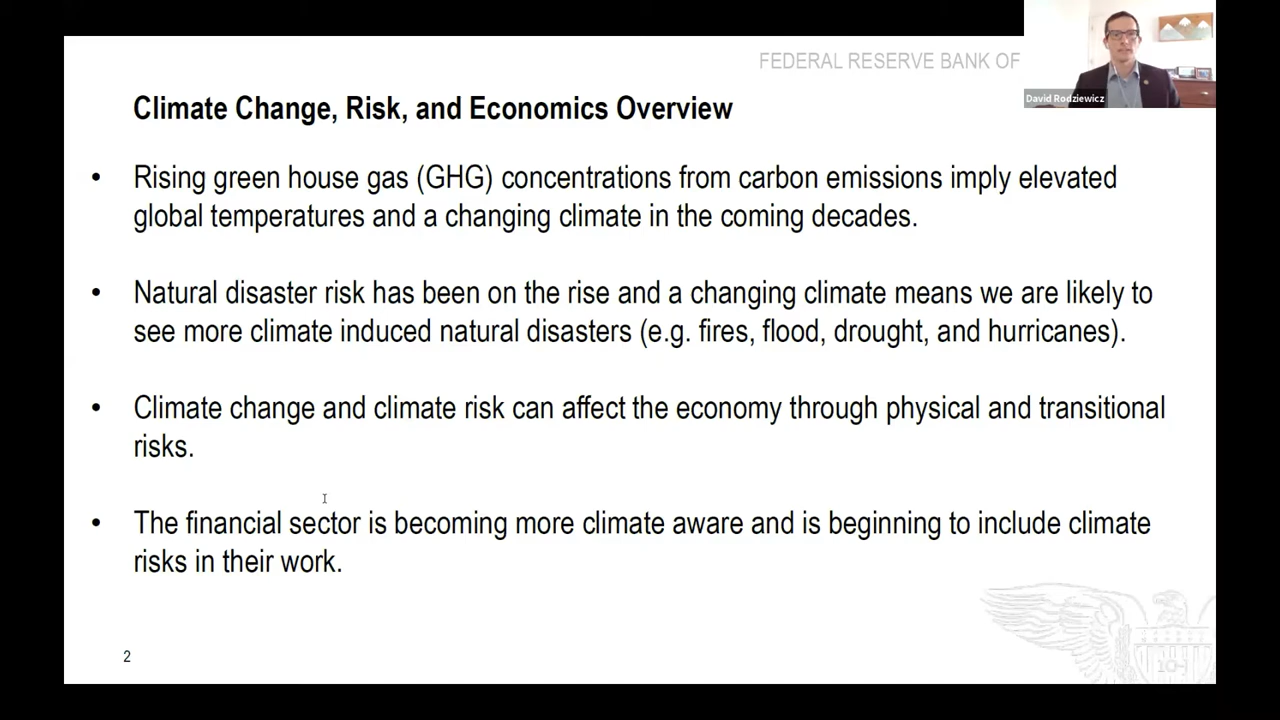 FEDERAL RESERVE BANK OF
David Rodziewicz
Climate Change, Risk, and Economics Overview
• Rising green house gas (GHG) concentrations from carbon emissions imply elevated
global temperatures and a changing climate in the coming decades.
• Natural disaster risk has been on the rise and a changing climate means we are likely to
see more climate induced natural disasters (e.g. fires, flood, drought, and hurricanes).
• Climate change and climate risk can affect the economy through physical and transitional
risks.
• The financial sector is becoming more climate aware and is beginning to include climate
risks in their work.
2
10-J